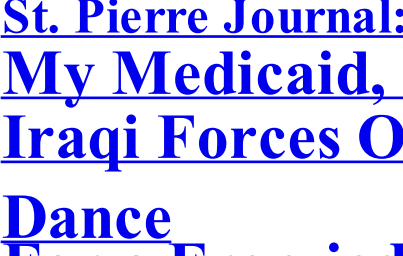 St. Pierre Journal:
My Medicaid,
Iraqi Forces O
Dance